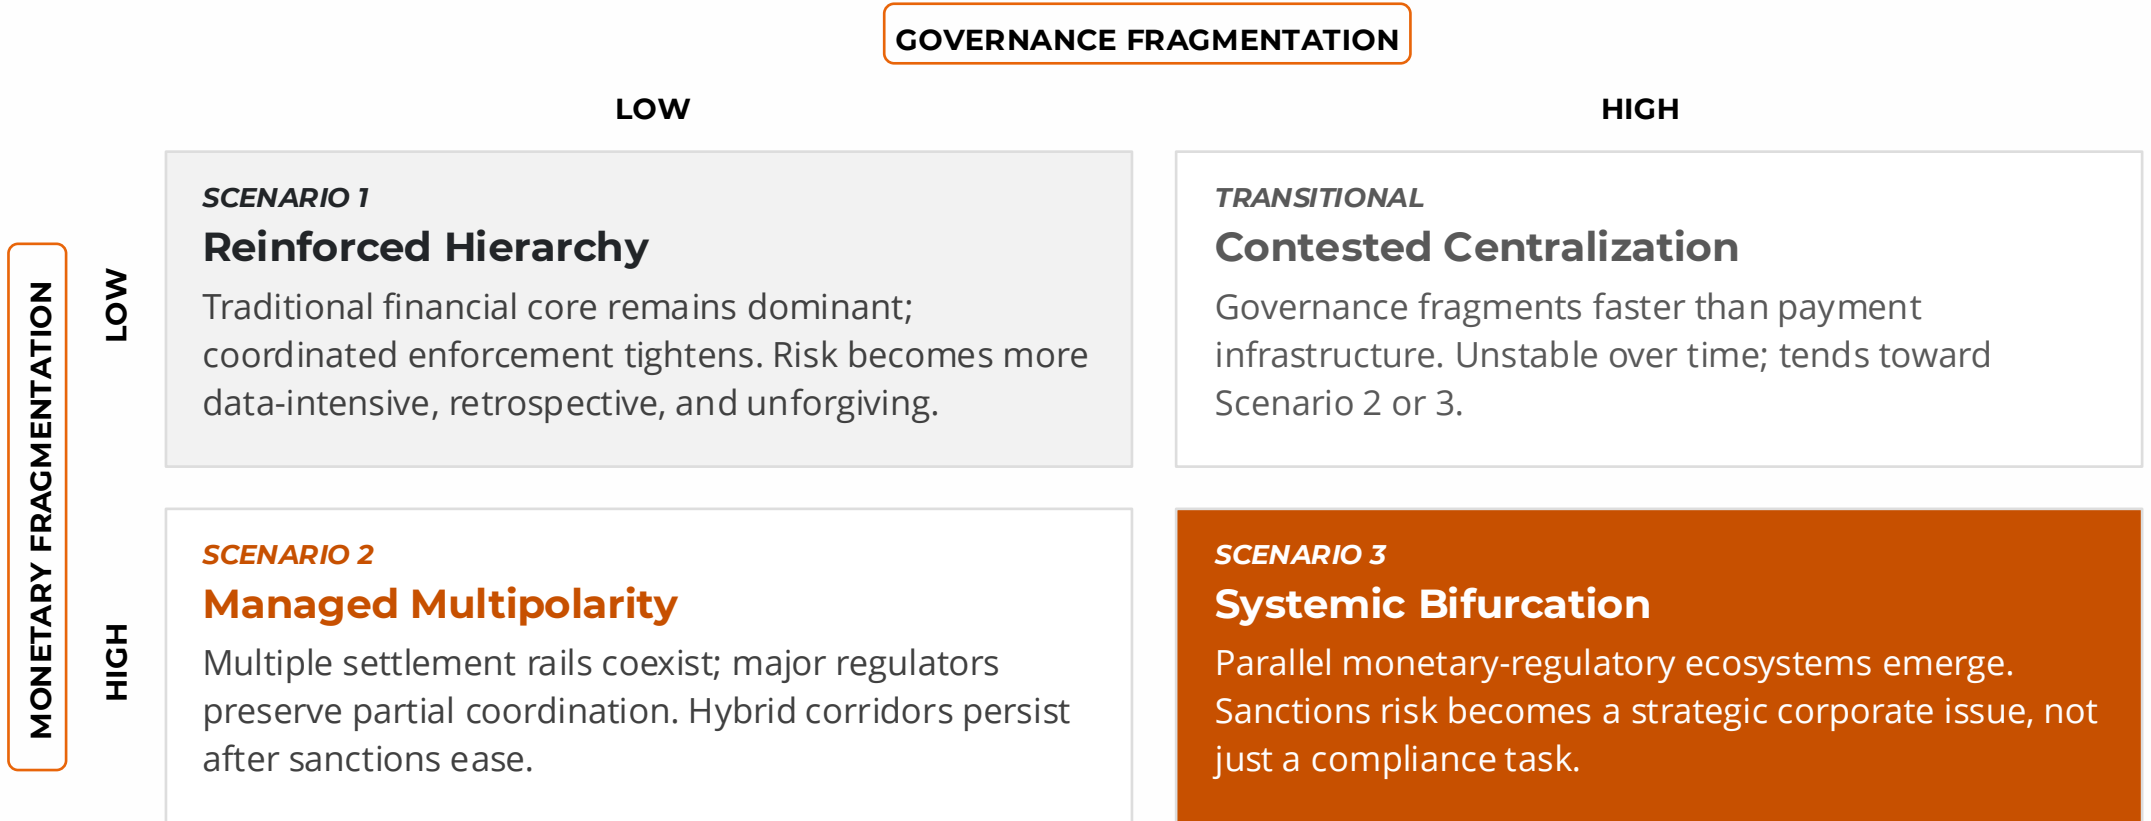 GOVERNANCE FRAGMENTATION
LOW
HIGH
MONETARY FRAGMENTATION
LOW
SCENARIO 1
Reinforced Hierarchy
Traditional financial core remains dominant;
coordinated enforcement tightens. Risk becomes more
data-intensive, retrospective, and unforgiving.
TRANSITIONAL
Contested Centralization
Governance fragments faster than payment
infrastructure. Unstable over time; tends toward
Scenario 2 or 3.
HIGH
SCENARIO 2
Managed Multipolarity
Multiple settlement rails coexist; major regulators
preserve partial coordination. Hybrid corridors persist
after sanctions ease.
SCENARIO 3
Systemic Bifurcation
Parallel monetary-regulatory ecosystems emerge.
Sanctions risk becomes a strategic corporate issue, not
just a compliance task.